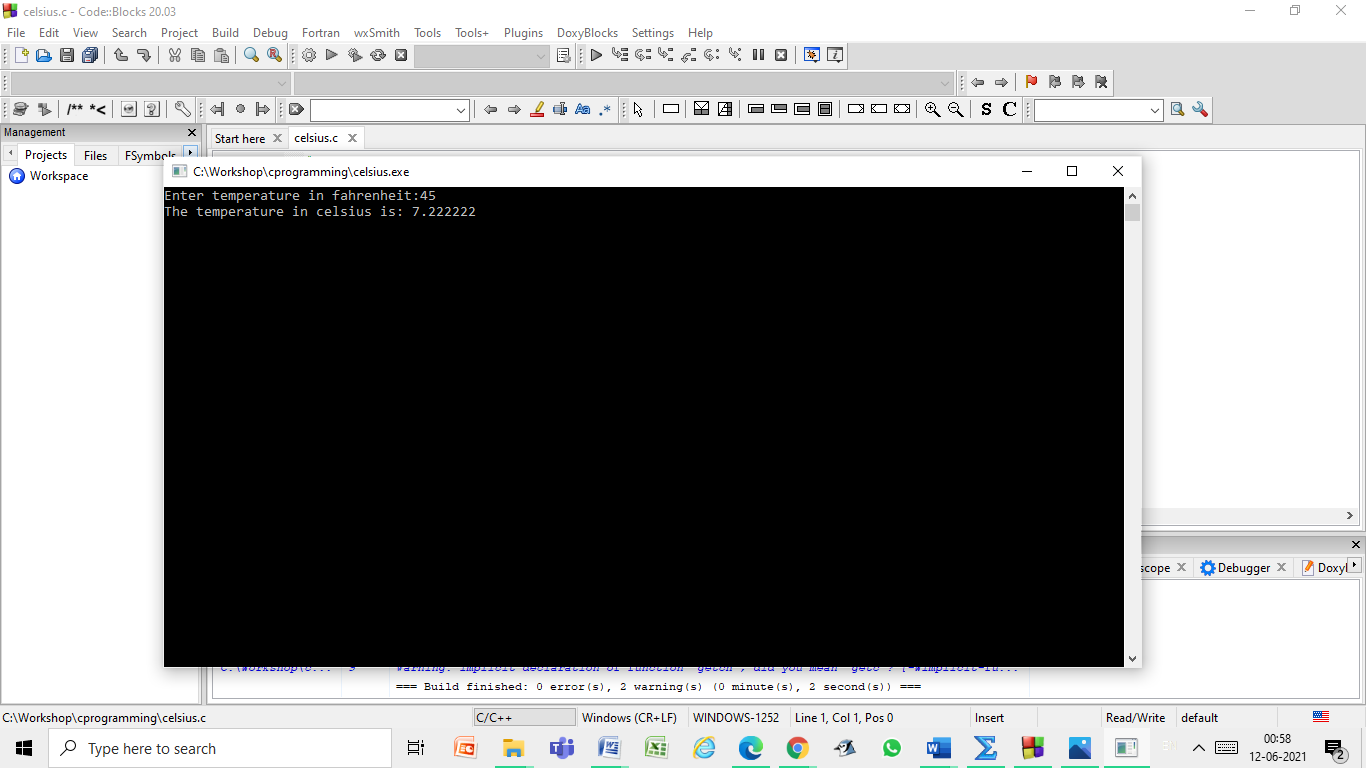 celsius.c - Code::Blocks 20.03
File Edit View Search Project Build Debug Fortran wxSmith Tools Tools+ Plugins DoxyBlocks Settings Help
/** *<
Aa .*
S C
Management
Start here celsius.c
Projects Files FSymbols
Workspace
C:\Workshop\cprogramming\celsius.exe
Enter temperature in fahrenheit:45
The temperature in celsius is: 7.222222
scope Debugger Doxyl
C:\Workshop\c... 9 warning: implicit declaration of function 'getch'; did you mean 'getc'? [-Wimplicit-fu...
=== Build finished: 0 error(s), 2 warning(s) (0 minute(s), 2 second(s)) ===
C:\Workshop\cprogramming\celsius.c C/C++ Windows (CR+LF) WINDOWS-1252 Line 1, Col 1, Pos 0 Insert Read/Write default
Type here to search
00:58
12-06-2021
2